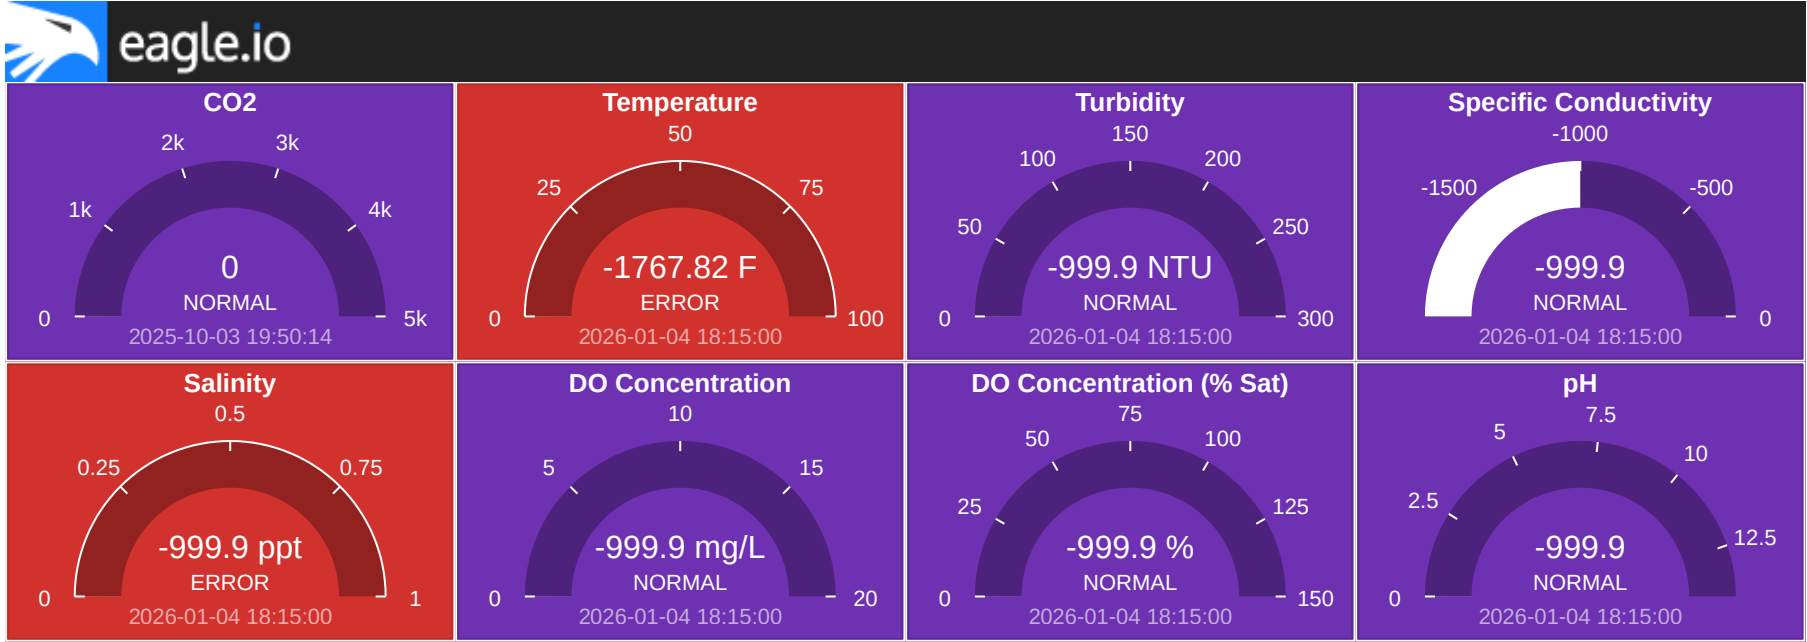 eagle.io
CO2
2k 3k
1k 4k
0
NORMAL
0 5k
2025-10-03 19:50:14
Temperature
50
25 75
-1767.82 F
ERROR
0 100
2026-01-04 18:15:00
Turbidity
150
100 200
50 250
-999.9 NTU
NORMAL
0 300
2026-01-04 18:15:00
Specific Conductivity
-1000
-1500 -500
-999.9
NORMAL
0
2026-01-04 18:15:00
Salinity
0.5
0.25 0.75
-999.9 ppt
ERROR
0 1
2026-01-04 18:15:00
DO Concentration
10
5 15
-999.9 mg/L
NORMAL
0 20
2026-01-04 18:15:00
DO Concentration (% Sat)
75
50 100
25 125
-999.9 %
NORMAL
0 150
2026-01-04 18:15:00
pH
7.5
5 10
2.5 12.5
-999.9
NORMAL
0
2026-01-04 18:15:00